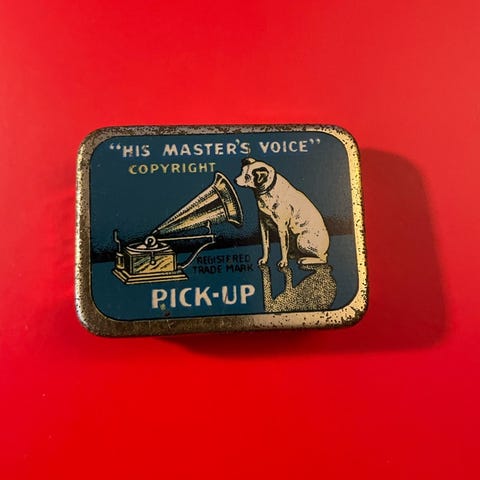 "HIS MASTER'S VOICE"
COPYRIGHT
REGISTERED
TRADE MARK
PICK-UP